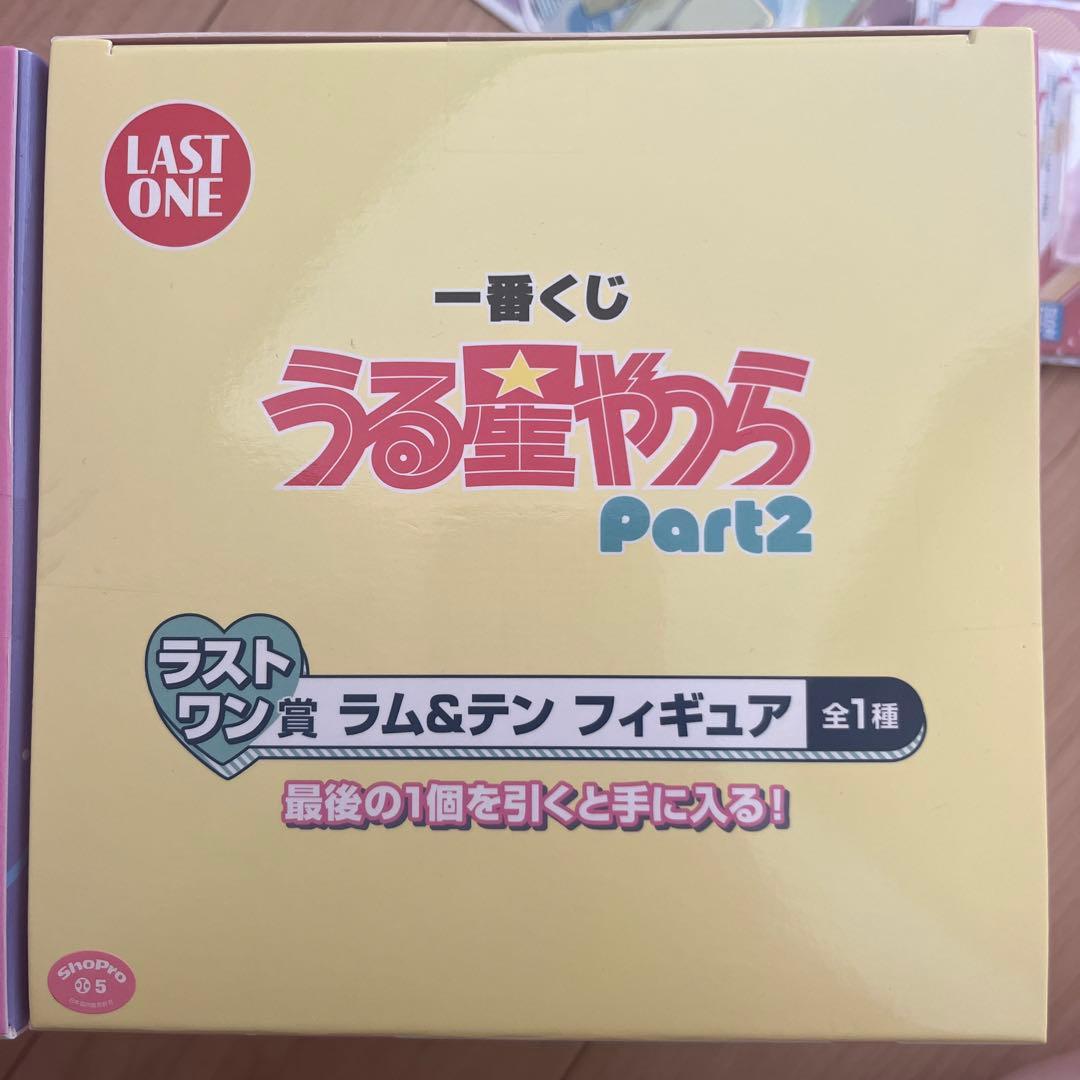 LAST
ONE
一番くじ
うる星やつら
Part2
ラスト
ワン賞 ラム&テン フィギュア 全1種
最後の1個を引くと手に入る!
ShoPro
5